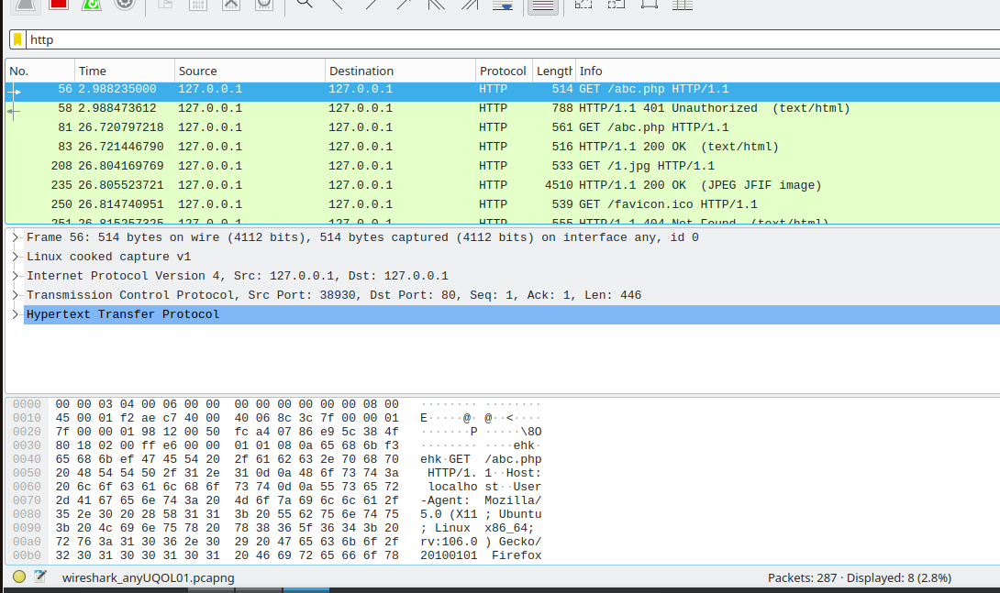 http
No. Time Source Destination Protocol Length Info
56 2.988235000 127.0.0.1 127.0.0.1 HTTP 514 GET /abc.php HTTP/1.1
58 2.988473612 127.0.0.1 127.0.0.1 HTTP 788 HTTP/1.1 401 Unauthorized  (text/html)
81 26.720797218 127.0.0.1 127.0.0.1 HTTP 561 GET /abc.php HTTP/1.1
83 26.721446790 127.0.0.1 127.0.0.1 HTTP 516 HTTP/1.1 200 OK  (text/html)
208 26.804169769 127.0.0.1 127.0.0.1 HTTP 533 GET /1.jpg HTTP/1.1
235 26.805523721 127.0.0.1 127.0.0.1 HTTP 4510 HTTP/1.1 200 OK  (JPEG JFIF image)
250 26.814740951 127.0.0.1 127.0.0.1 HTTP 539 GET /favicon.ico HTTP/1.1
251 26.815257325 127.0.0.1 127.0.0.1 HTTP 555 HTTP/1.1 404 Not Found  (text/html)
Frame 56: 514 bytes on wire (4112 bits), 514 bytes captured (4112 bits) on interface any, id 0
Linux cooked capture v1
Internet Protocol Version 4, Src: 127.0.0.1, Dst: 127.0.0.1
Transmission Control Protocol, Src Port: 38930, Dst Port: 80, Seq: 1, Ack: 1, Len: 446
Hypertext Transfer Protocol
0000 00 00 03 04 00 06 00 00  00 00 00 00 00 00 08 00 ········ ········
0010 45 00 01 f2 ae c7 40 00  40 06 8c 3c 7f 00 00 01 E·····@· @··<····
0020 7f 00 00 01 98 12 00 50  fc a4 07 86 e9 5c 38 4f ·······P ·····\8O
0030 80 18 02 00 ff e6 00 00  01 01 08 0a 65 68 6b f3 ········ ····ehk·
0040 65 68 6b ef 47 45 54 20  2f 61 62 63 2e 70 68 70 ehk·GET  /abc.php
0050 20 48 54 54 50 2f 31 2e  31 0d 0a 48 6f 73 74 3a  HTTP/1. 1··Host:
0060 20 6c 6f 63 61 6c 68 6f  73 74 0d 0a 55 73 65 72  localho st··User
0070 2d 41 67 65 6e 74 3a 20  4d 6f 7a 69 6c 6c 61 2f -Agent:  Mozilla/
0080 35 2e 30 20 28 58 31 31  3b 20 55 62 75 6e 74 75 5.0 (X11 ; Ubuntu
0090 3b 20 4c 69 6e 75 78 20  78 38 36 5f 36 34 3b 20 ; Linux  x86_64;
00a0 72 76 3a 31 30 36 2e 30  29 20 47 65 63 6b 6f 2f rv:106.0 ) Gecko/
00b0 32 30 31 30 30 31 30 31  20 46 69 72 65 66 6f 78 20100101  Firefox
wireshark_anyUQOL01.pcapng Packets: 287 · Displayed: 8 (2.8%)